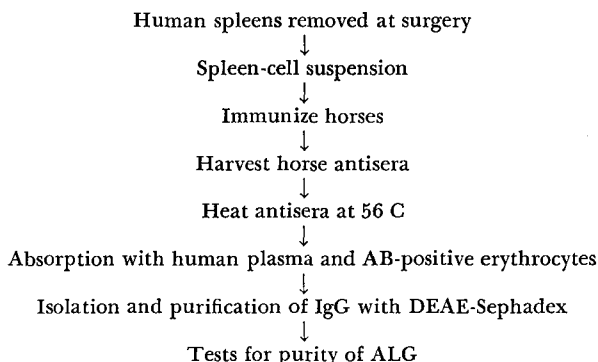 Human spleens removed at surgery
↓
Spleen-cell suspension
↓
Immunize horses
↓
Harvest horse antisera
↓
Heat antisera at 56 C
↓
Absorption with human plasma and AB-positive erythrocytes
↓
Isolation and purification of IgG with DEAE-Sephadex
↓
Tests for purity of ALG